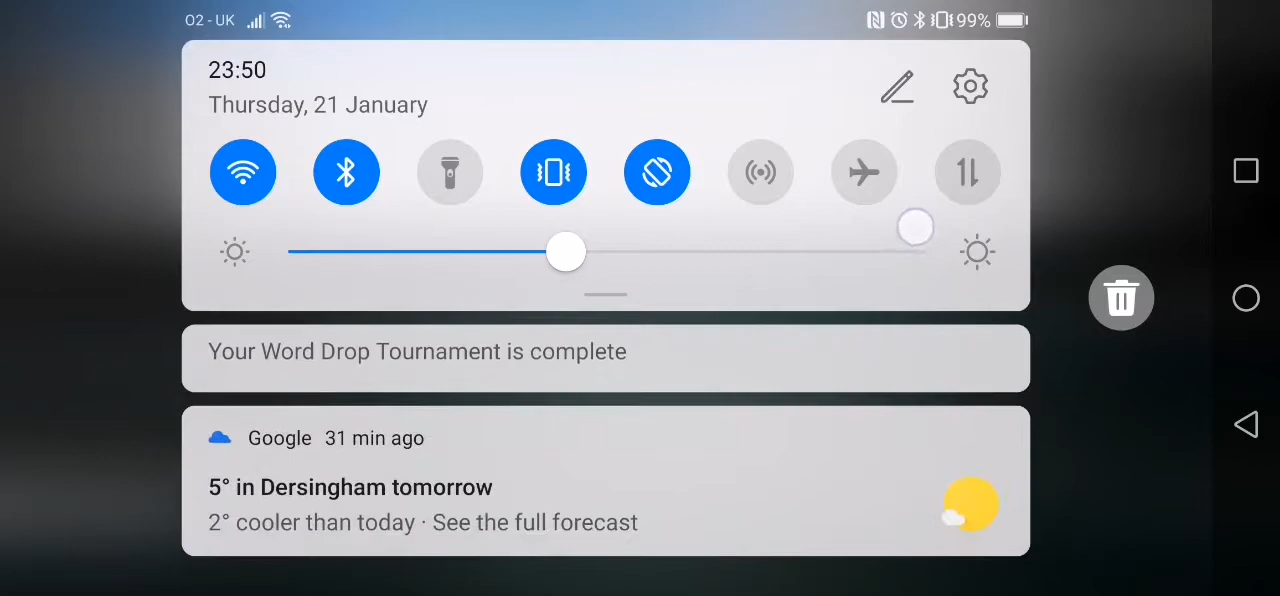 O2 - UK 99%
23:50
Thursday, 21 January
Your Word Drop Tournament is complete
Google 31 min ago
5° in Dersingham tomorrow
2° cooler than today · See the full forecast